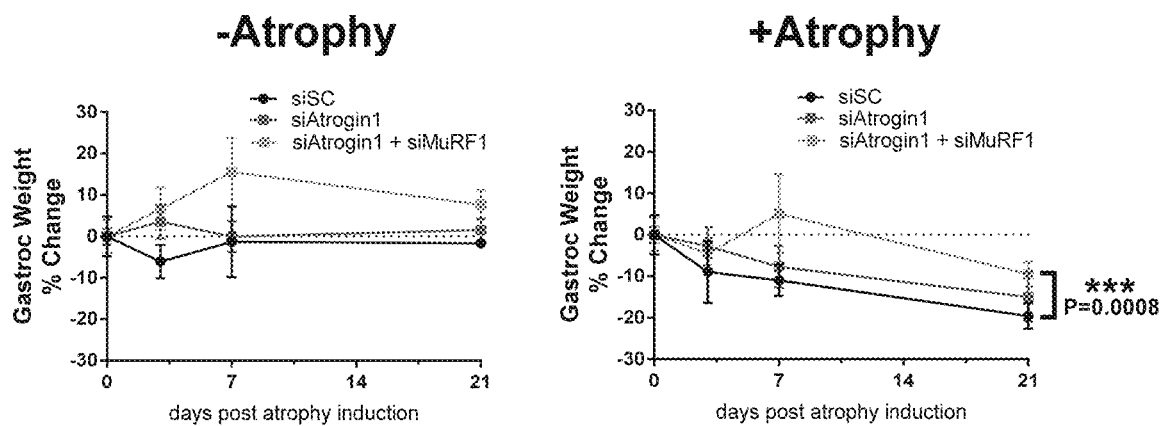 -Atrophy
siSC
siAtrogin1
siAtrogin1 + siMuRF1
Gastroc Weight
% Change
30
20
10
0
-10
-20
-30
0
7
14
21
days post atrophy induction
+Atrophy
siSC
siAtrogin1
siAtrogin1 + siMuRF1
Gastroc Weight
% Change
30
20
10
0
-10
-20
-30
0
7
14
21
***
P=0.0008
days post atrophy induction